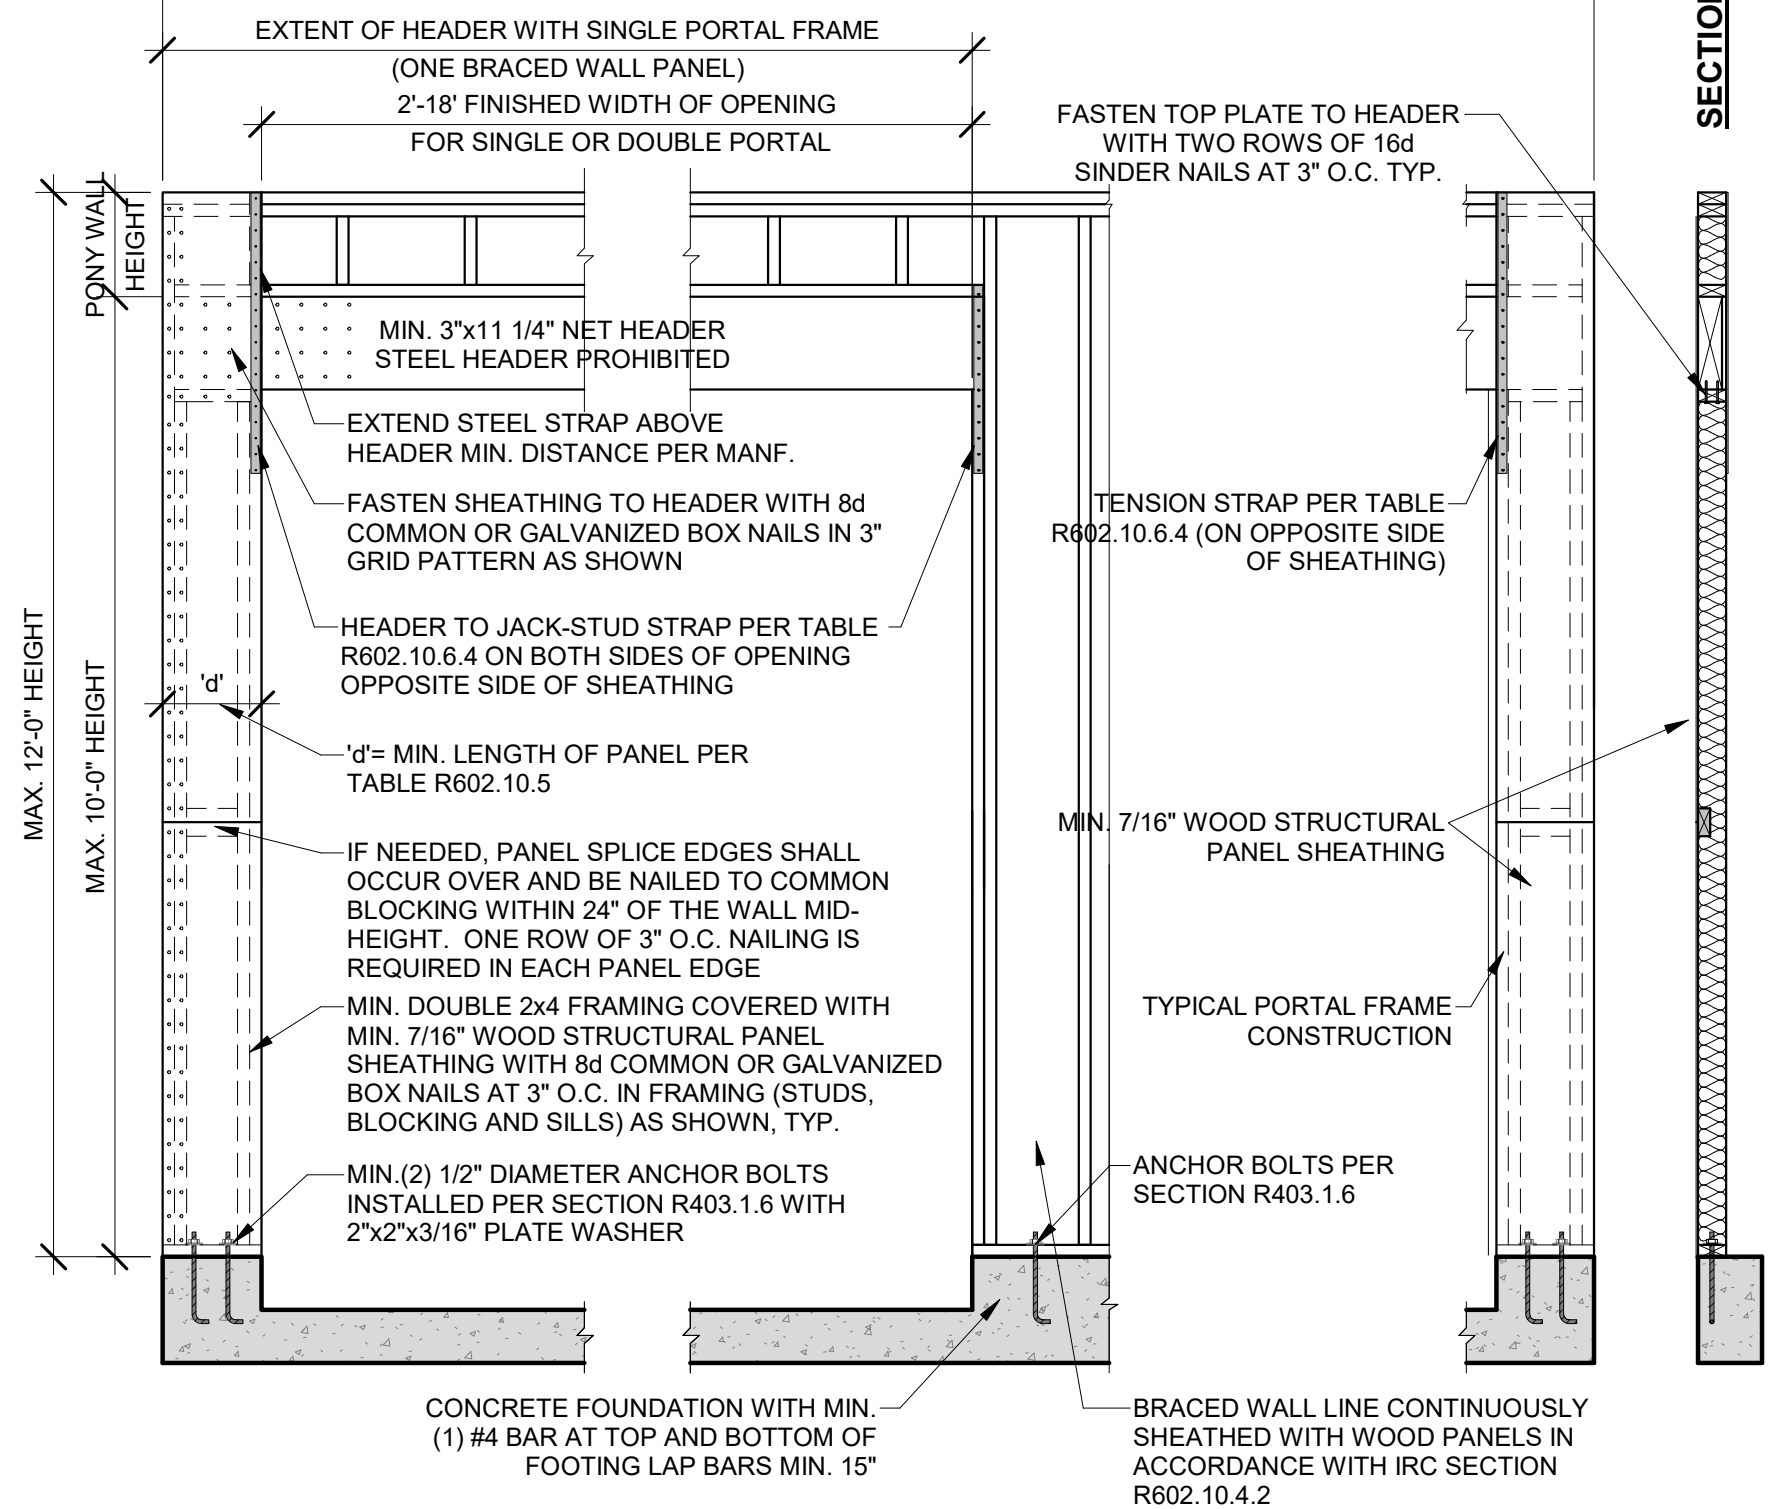 EXTENT OF HEADER WITH SINGLE PORTAL FRAME
(ONE BRACED WALL PANEL)
2'-18' FINISHED WIDTH OF OPENING
FOR SINGLE OR DOUBLE PORTAL
FASTEN TOP PLATE TO HEADER
WITH TWO ROWS OF 16d
SINDER NAILS AT 3" O.C. TYP.
PONY WALL
HEIGHT
MIN. 3"x11 1/4" NET HEADER
STEEL HEADER PROHIBITED
EXTEND STEEL STRAP ABOVE
HEADER MIN. DISTANCE PER MANF.
FASTEN SHEATHING TO HEADER WITH 8d
COMMON OR GALVANIZED BOX NAILS IN 3"
GRID PATTERN AS SHOWN
TENSION STRAP PER TABLE
R602.10.6.4 (ON OPPOSITE SIDE
OF SHEATHING)
HEADER TO JACK-STUD STRAP PER TABLE
R602.10.6.4 ON BOTH SIDES OF OPENING
OPPOSITE SIDE OF SHEATHING
MAX. 12'-0" HEIGHT
MAX. 10'-0" HEIGHT
'd'
'd'= MIN. LENGTH OF PANEL PER
TABLE R602.10.5
MIN. 7/16" WOOD STRUCTURAL
PANEL SHEATHING
IF NEEDED, PANEL SPLICE EDGES SHALL
OCCUR OVER AND BE NAILED TO COMMON
BLOCKING WITHIN 24" OF THE WALL MID-
HEIGHT. ONE ROW OF 3" O.C. NAILING IS
REQUIRED IN EACH PANEL EDGE
MIN. DOUBLE 2x4 FRAMING COVERED WITH
MIN. 7/16" WOOD STRUCTURAL PANEL
SHEATHING WITH 8d COMMON OR GALVANIZED
BOX NAILS AT 3" O.C. IN FRAMING (STUDS,
BLOCKING AND SILLS) AS SHOWN, TYP.
TYPICAL PORTAL FRAME
CONSTRUCTION
MIN.(2) 1/2" DIAMETER ANCHOR BOLTS
INSTALLED PER SECTION R403.1.6 WITH
2"x2"x3/16" PLATE WASHER
ANCHOR BOLTS PER
SECTION R403.1.6
CONCRETE FOUNDATION WITH MIN.
(1) #4 BAR AT TOP AND BOTTOM OF
FOOTING LAP BARS MIN. 15"
BRACED WALL LINE CONTINUOUSLY
SHEATHED WITH WOOD PANELS IN
ACCORDANCE WITH IRC SECTION
R602.10.4.2